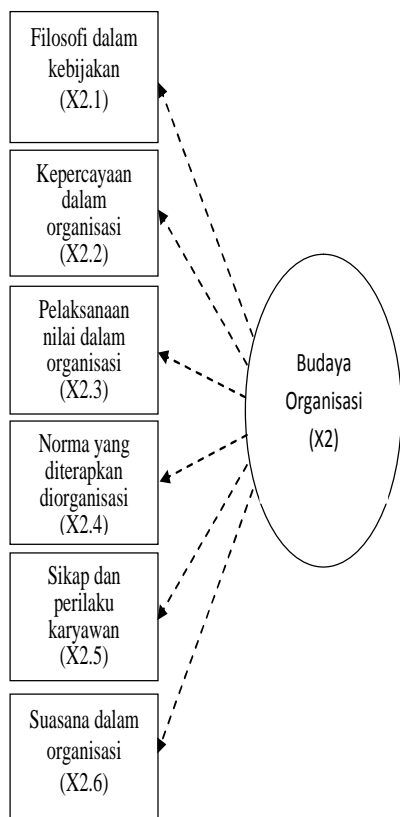 Filosofi dalam
kebijakan
(X2.1)
Kepercayaan
dalam
organisasi
(X2.2)
Pelaksanaan
nilai dalam
organisasi
(X2.3)
Norma yang
diterapkan
diorganisasi
(X2.4)
Sikap dan
perilaku
karyawan
(X2.5)
Suasana dalam
organisasi
(X2.6)
Budaya
Organisasi
(X2)